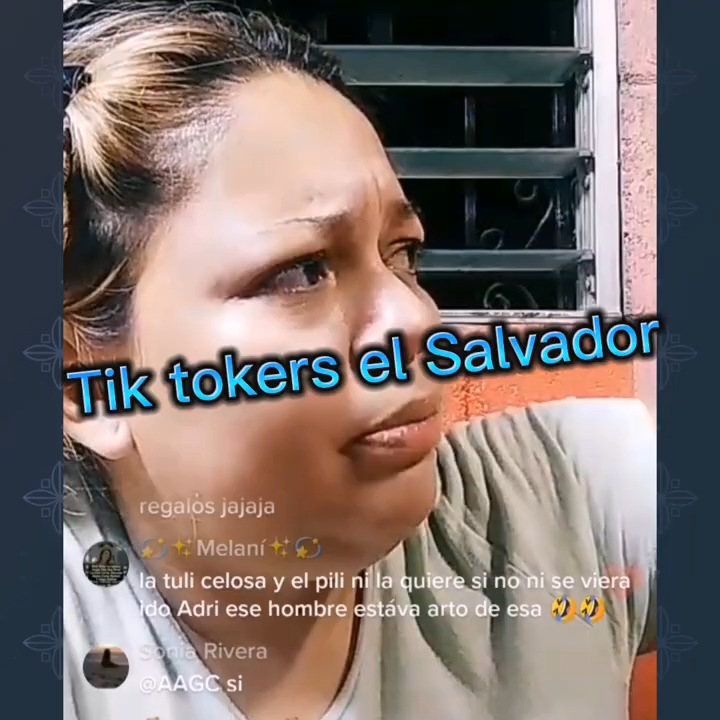 Tik tokers el Salvador
regalos jajaja
💫✨Melaní✨💫
la tuli celosa y el pili ni la quiere si no ni se viera
ido Adri ese hombre estáva arto de esa 🤣🤣
Sonia Rivera
@AAGC si